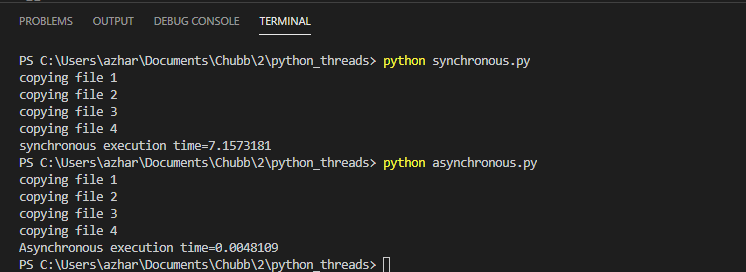 PROBLEMS OUTPUT DEBUG CONSOLE TERMINAL
PS C:\Users\azhar\Documents\Chubb\2\python_threads> python synchronous.py
copying file 1
copying file 2
copying file 3
copying file 4
synchronous execution time=7.1573181
PS C:\Users\azhar\Documents\Chubb\2\python_threads> python asynchronous.py
copying file 1
copying file 2
copying file 3
copying file 4
Asynchronous execution time=0.0048109
PS C:\Users\azhar\Documents\Chubb\2\python_threads>